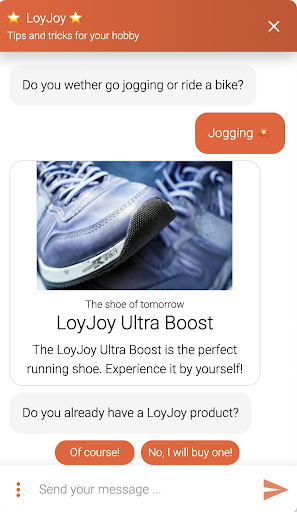 ⭐ LoyJoy ⭐
Tips and tricks for your hobby
Do you wether go jogging or ride a bike?
Jogging 💥
The shoe of tomorrow
LoyJoy Ultra Boost
The LoyJoy Ultra Boost is the perfect
running shoe. Experience it by yourself!
Do you already have a LoyJoy product?
Of course!
No, I will buy one!
Send your message ...